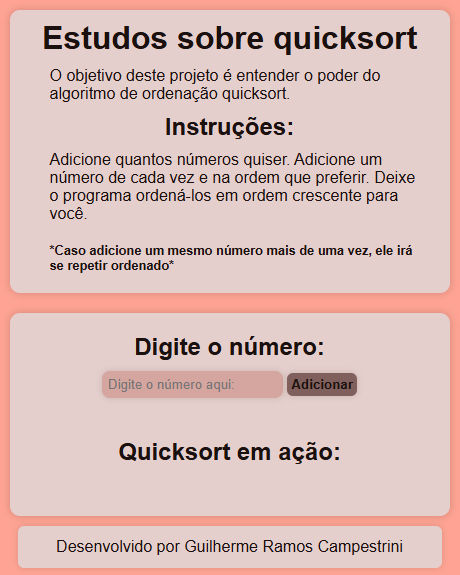 Estudos sobre quicksort
O objetivo deste projeto é entender o poder do
algoritmo de ordenação quicksort.
Instruções:
Adicione quantos números quiser. Adicione um
número de cada vez e na ordem que preferir. Deixe
o programa ordená-los em ordem crescente para
você.
*Caso adicione um mesmo número mais de uma vez, ele irá
se repetir ordenado*
Digite o número:
Digite o número aqui: Adicionar
Quicksort em ação:
Desenvolvido por Guilherme Ramos Campestrini